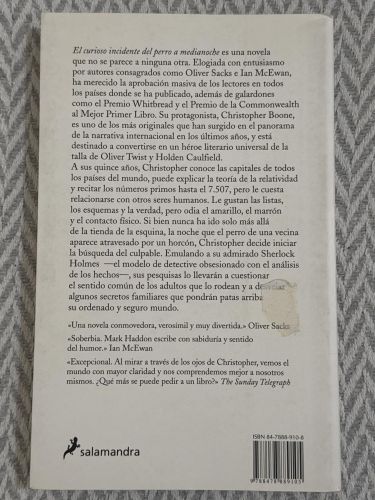 El curioso incidente del perro a medianoche es una novela
que no se parece a ninguna otra. Elogiada con entusiasmo
por autores consagrados como Oliver Sacks e Ian McEwan,
ha merecido la aprobación masiva de los lectores en todos
los países donde se ha publicado, además de galardones
como el Premio Whitbread y el Premio de la Commonwealth
al Mejor Primer Libro. Su protagonista, Christopher Boone,
es uno de los más originales que han surgido en el panorama
de la narrativa internacional en los últimos años, y está
destinado a convertirse en un héroe literario universal de la
talla de Oliver Twist y Holden Caulfield.
A sus quince años, Christopher conoce las capitales de todos
los países del mundo, puede explicar la teoría de la relatividad
y recitar los números primos hasta el 7.507, pero le cuesta
relacionarse con otros seres humanos. Le gustan las listas,
los esquemas y la verdad, pero odia el amarillo, el marrón
y el contacto físico. Si bien nunca ha ido solo más allá
de la tienda de la esquina, la noche que el perro de una vecina
aparece atravesado por un horcón, Christopher decide iniciar
la búsqueda del culpable. Emulando a su admirado Sherlock
Holmes —el modelo de detective obsesionado con el análisis
de los hechos—, sus pesquisas lo llevarán a cuestionar
el sentido común de los adultos que lo rodean y a desvelar
algunos secretos familiares que pondrán patas arriba
su ordenado y seguro mundo.
«Una novela conmovedora, verosímil y muy divertida.» Oliver Sacks
«Soberbia. Mark Haddon escribe con sabiduría y sentido
del humor.» Ian McEwan
«Excepcional. Al mirar a través de los ojos de Christopher, vemos el
mundo con mayor claridad y nos comprendemos mejor a nosotros
mismos. ¿Qué más se puede pedir a un libro?» The Sunday Telegraph
ISBN 84-7888-910-8
salamandra
9 788478 889105